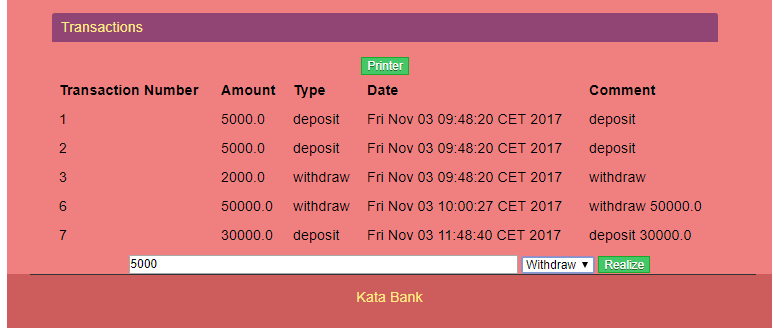 Transactions
Printer
Transaction Number Amount Type Date Comment
1 5000.0 deposit Fri Nov 03 09:48:20 CET 2017 deposit
2 5000.0 deposit Fri Nov 03 09:48:20 CET 2017 deposit
3 2000.0 withdraw Fri Nov 03 09:48:20 CET 2017 withdraw
6 50000.0 withdraw Fri Nov 03 10:00:27 CET 2017 withdraw 50000.0
7 30000.0 deposit Fri Nov 03 11:48:40 CET 2017 deposit 30000.0
5000 Withdraw Realize
Kata Bank